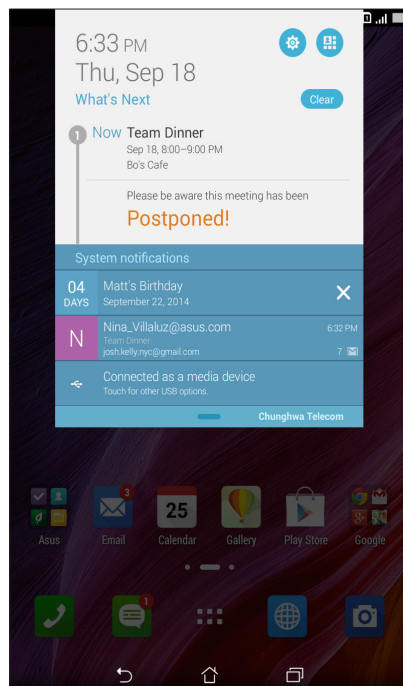 6:33 PM
Thu, Sep 18
What's Next
Clear
1
Now Team Dinner
Sep 18, 8:00–9:00 PM
Bo's Cafe
Please be aware this meeting has been
Postponed!
System notifications
04
DAYS
Matt's Birthday
September 22, 2014
N
Nina_Villaluz@asus.com
6:32 PM
Team Dinner
josh.kelly.nyc@gmail.com
7
Connected as a media device
Touch for other USB options.
Chunghwa Telecom
3
25
8
Asus
Email
Calendar
Gallery
Play Store
Google
1